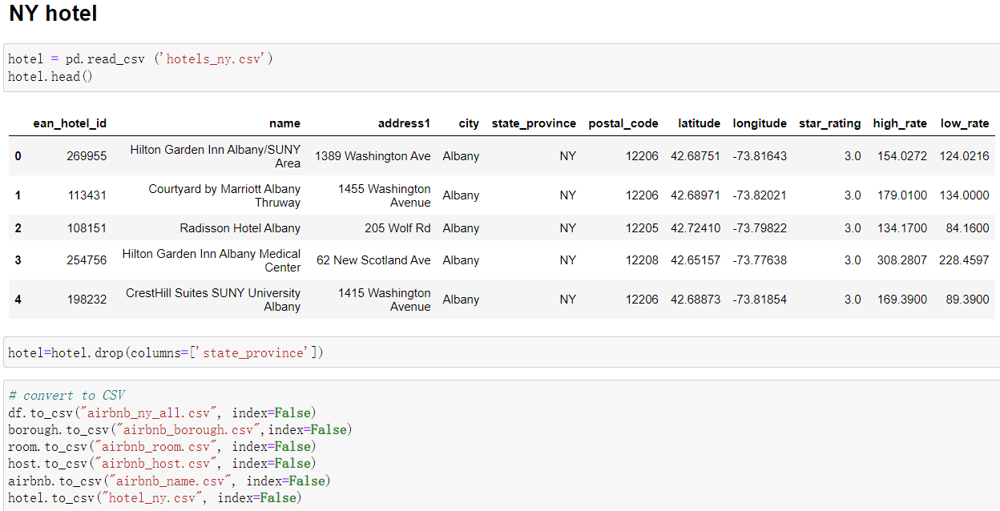 NY hotel
hotel = pd.read_csv ('hotels_ny.csv')
hotel.head()
ean_hotel_id name address1 city state_province postal_code latitude longitude star_rating high_rate low_rate
0 269955 Hilton Garden Inn Albany/SUNY Area 1389 Washington Ave Albany NY 12206 42.68751 -73.81643 3.0 154.0272 124.0216
1 113431 Courtyard by Marriott Albany Thruway 1455 Washington Avenue Albany NY 12206 42.68971 -73.82021 3.0 179.0100 134.0000
2 108151 Radisson Hotel Albany 205 Wolf Rd Albany NY 12205 42.72410 -73.79822 3.0 134.1700 84.1600
3 254756 Hilton Garden Inn Albany Medical Center 62 New Scotland Ave Albany NY 12208 42.65157 -73.77638 3.0 308.2807 228.4597
4 198232 CrestHill Suites SUNY University Albany 1415 Washington Avenue Albany NY 12206 42.68873 -73.81854 3.0 169.3900 89.3900
hotel=hotel.drop(columns=['state_province'])
# convert to CSV
df.to_csv("airbnb_ny_all.csv", index=False)
borough.to_csv("airbnb_borough.csv",index=False)
room.to_csv("airbnb_room.csv", index=False)
host.to_csv("airbnb_host.csv", index=False)
airbnb.to_csv("airbnb_name.csv", index=False)
hotel.to_csv("hotel_ny.csv", index=False)